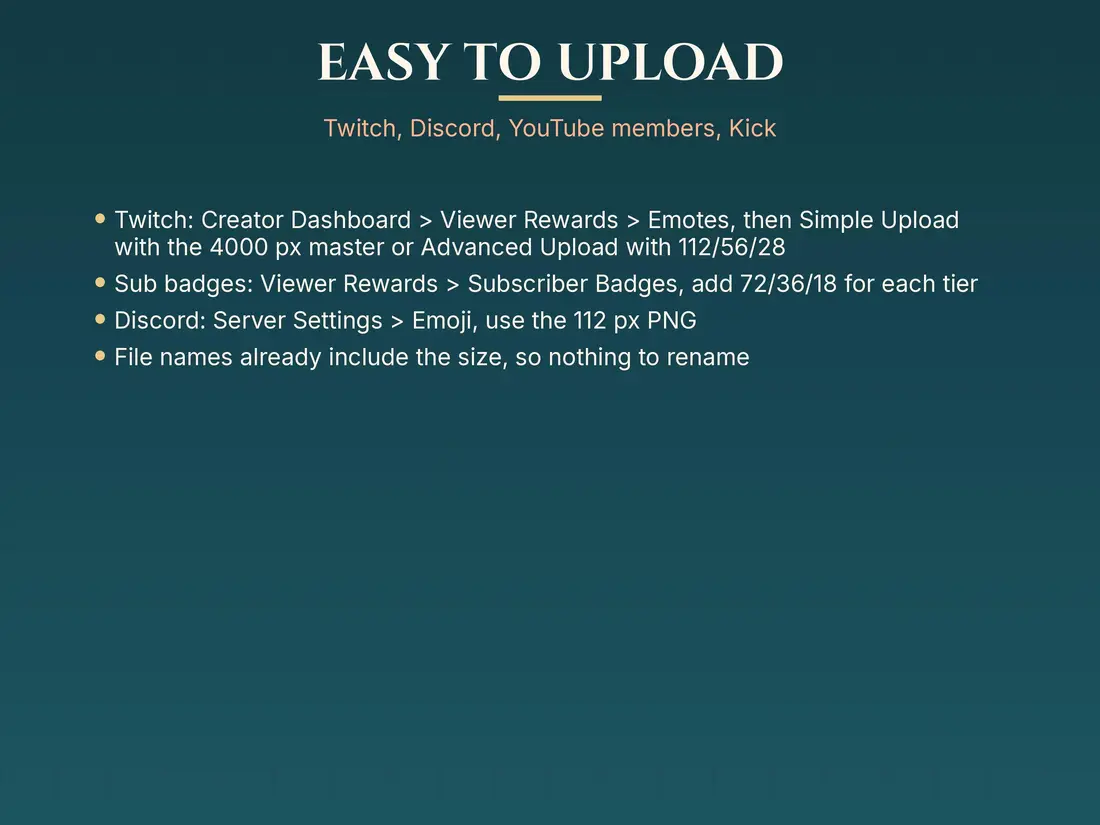 EASY TO UPLOAD
Twitch, Discord, YouTube members, Kick
• Twitch: Creator Dashboard > Viewer Rewards > Emotes, then Simple Upload
with the 4000 px master or Advanced Upload with 112/56/28
• Sub badges: Viewer Rewards > Subscriber Badges, add 72/36/18 for each tier
• Discord: Server Settings > Emoji, use the 112 px PNG
• File names already include the size, so nothing to rename